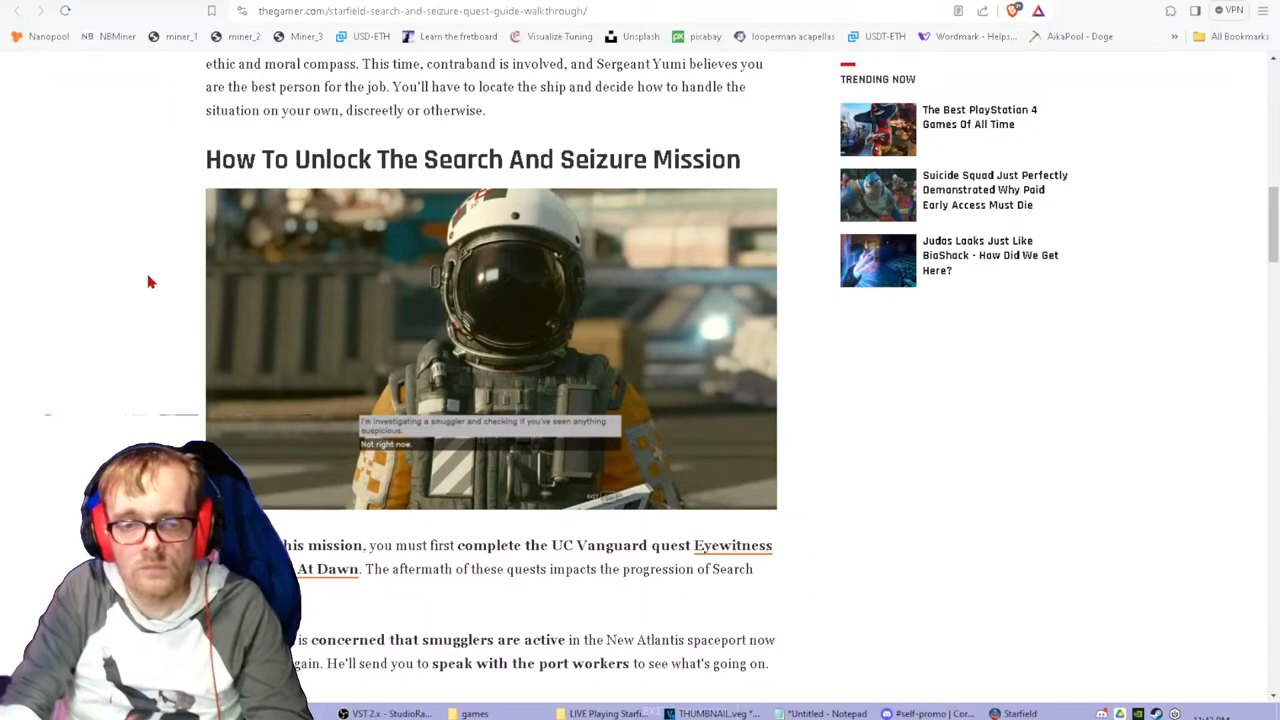 thegamer.com/starfield-search-and-seizure-quest-guide-walkthrough/
VPN
Nanopool
NBMiner
miner_1
miner_2
Miner_3
USD-ETH
Learn the fretboard
Visualize Tuning
Unsplash
pixabay
looperman acapellas
USDT-ETH
Wordmark - Helps...
AikaPool - Doge
»
All Bookmarks
ethic and moral compass. This time, contraband is involved, and Sergeant Yumi believes you
are the best person for the job. You'll have to locate the ship and decide how to handle the
situation on your own, discreetly or otherwise.
How To Unlock The Search And Seizure Mission
I'm investigating a smuggler and checking if you've seen anything
suspicious.
Not right now.
EXIT
his mission, you must first complete the UC Vanguard quest Eyewitness
At Dawn. The aftermath of these quests impacts the progression of Search
is concerned that smugglers are active in the New Atlantis spaceport now
gain. He'll send you to speak with the port workers to see what's going on.
TRENDING NOW
The Best PlayStation 4
Games Of All Time
Suicide Squad Just Perfectly
Demonstrated Why Paid
Early Access Must Die
Judas Looks Just Like
BioShock - How Did We Get
Here?
VST 2.x - StudioRa...
games
LIVE Playing Starfi...
THUMBNAIL.veg *...
*Untitled - Notepad
#self-promo | Cor...
Starfield
11:42 PM